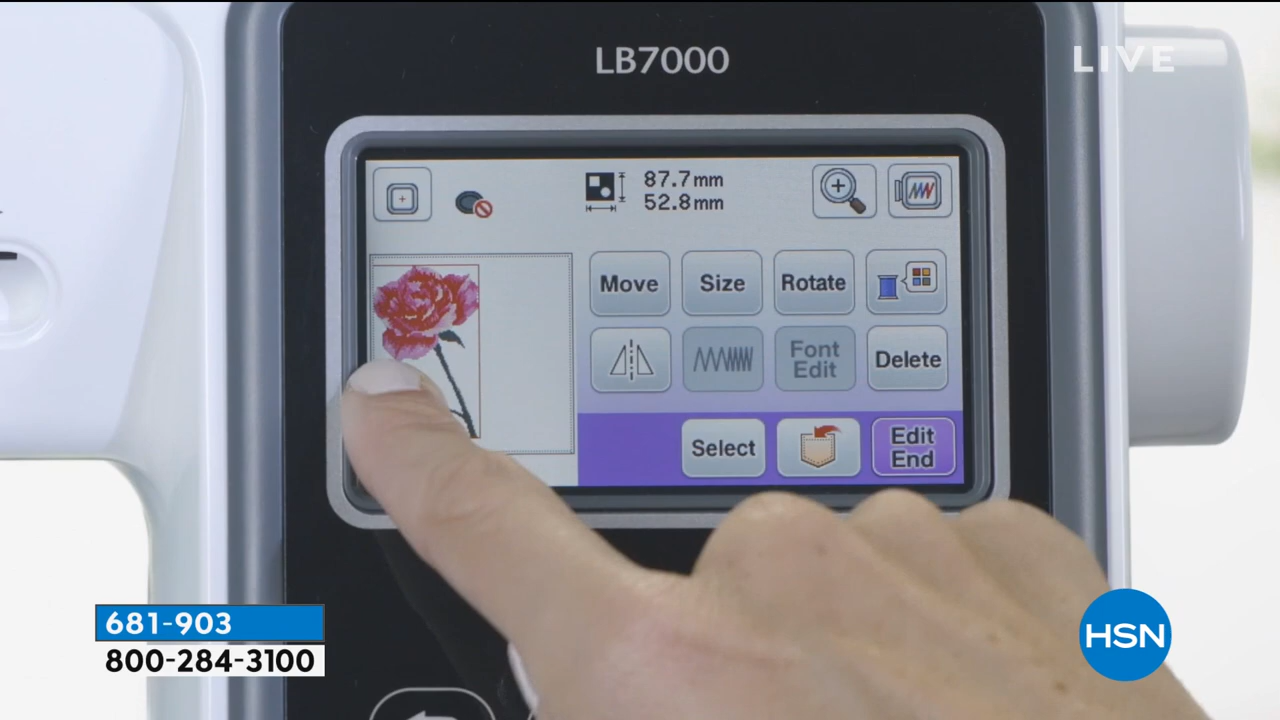 LB7000
LIVE
87.7mm
52.8mm
Move
Size
Rotate
Font
Edit
Delete
Select
Edit
End
681-903
800-284-3100
HSN